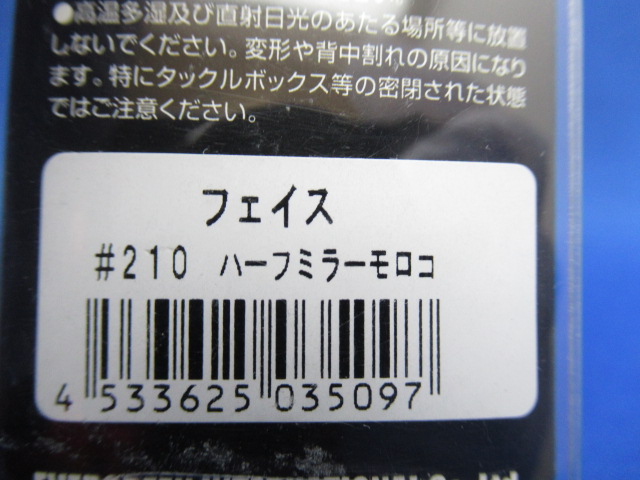 ●高温多湿及び直射日光のあたる場所等に放置
しないでください。変形や背中割れの原因になり
ます。特にタックルボックス等の密閉された状態
ではご注意ください。
フェイス
#210 ハーフミラーモロコ
4 533625 035097